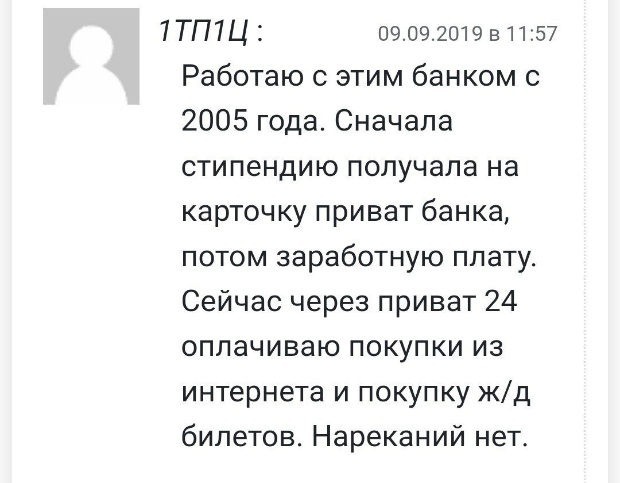 1ТП1Ц :
09.09.2019 в 11:57
Работаю с этим банком с
2005 года. Сначала
стипендию получала на
карточку приват банка,
потом заработную плату.
Сейчас через приват 24
оплачиваю покупки из
интернета и покупку ж/д
билетов. Нареканий нет.